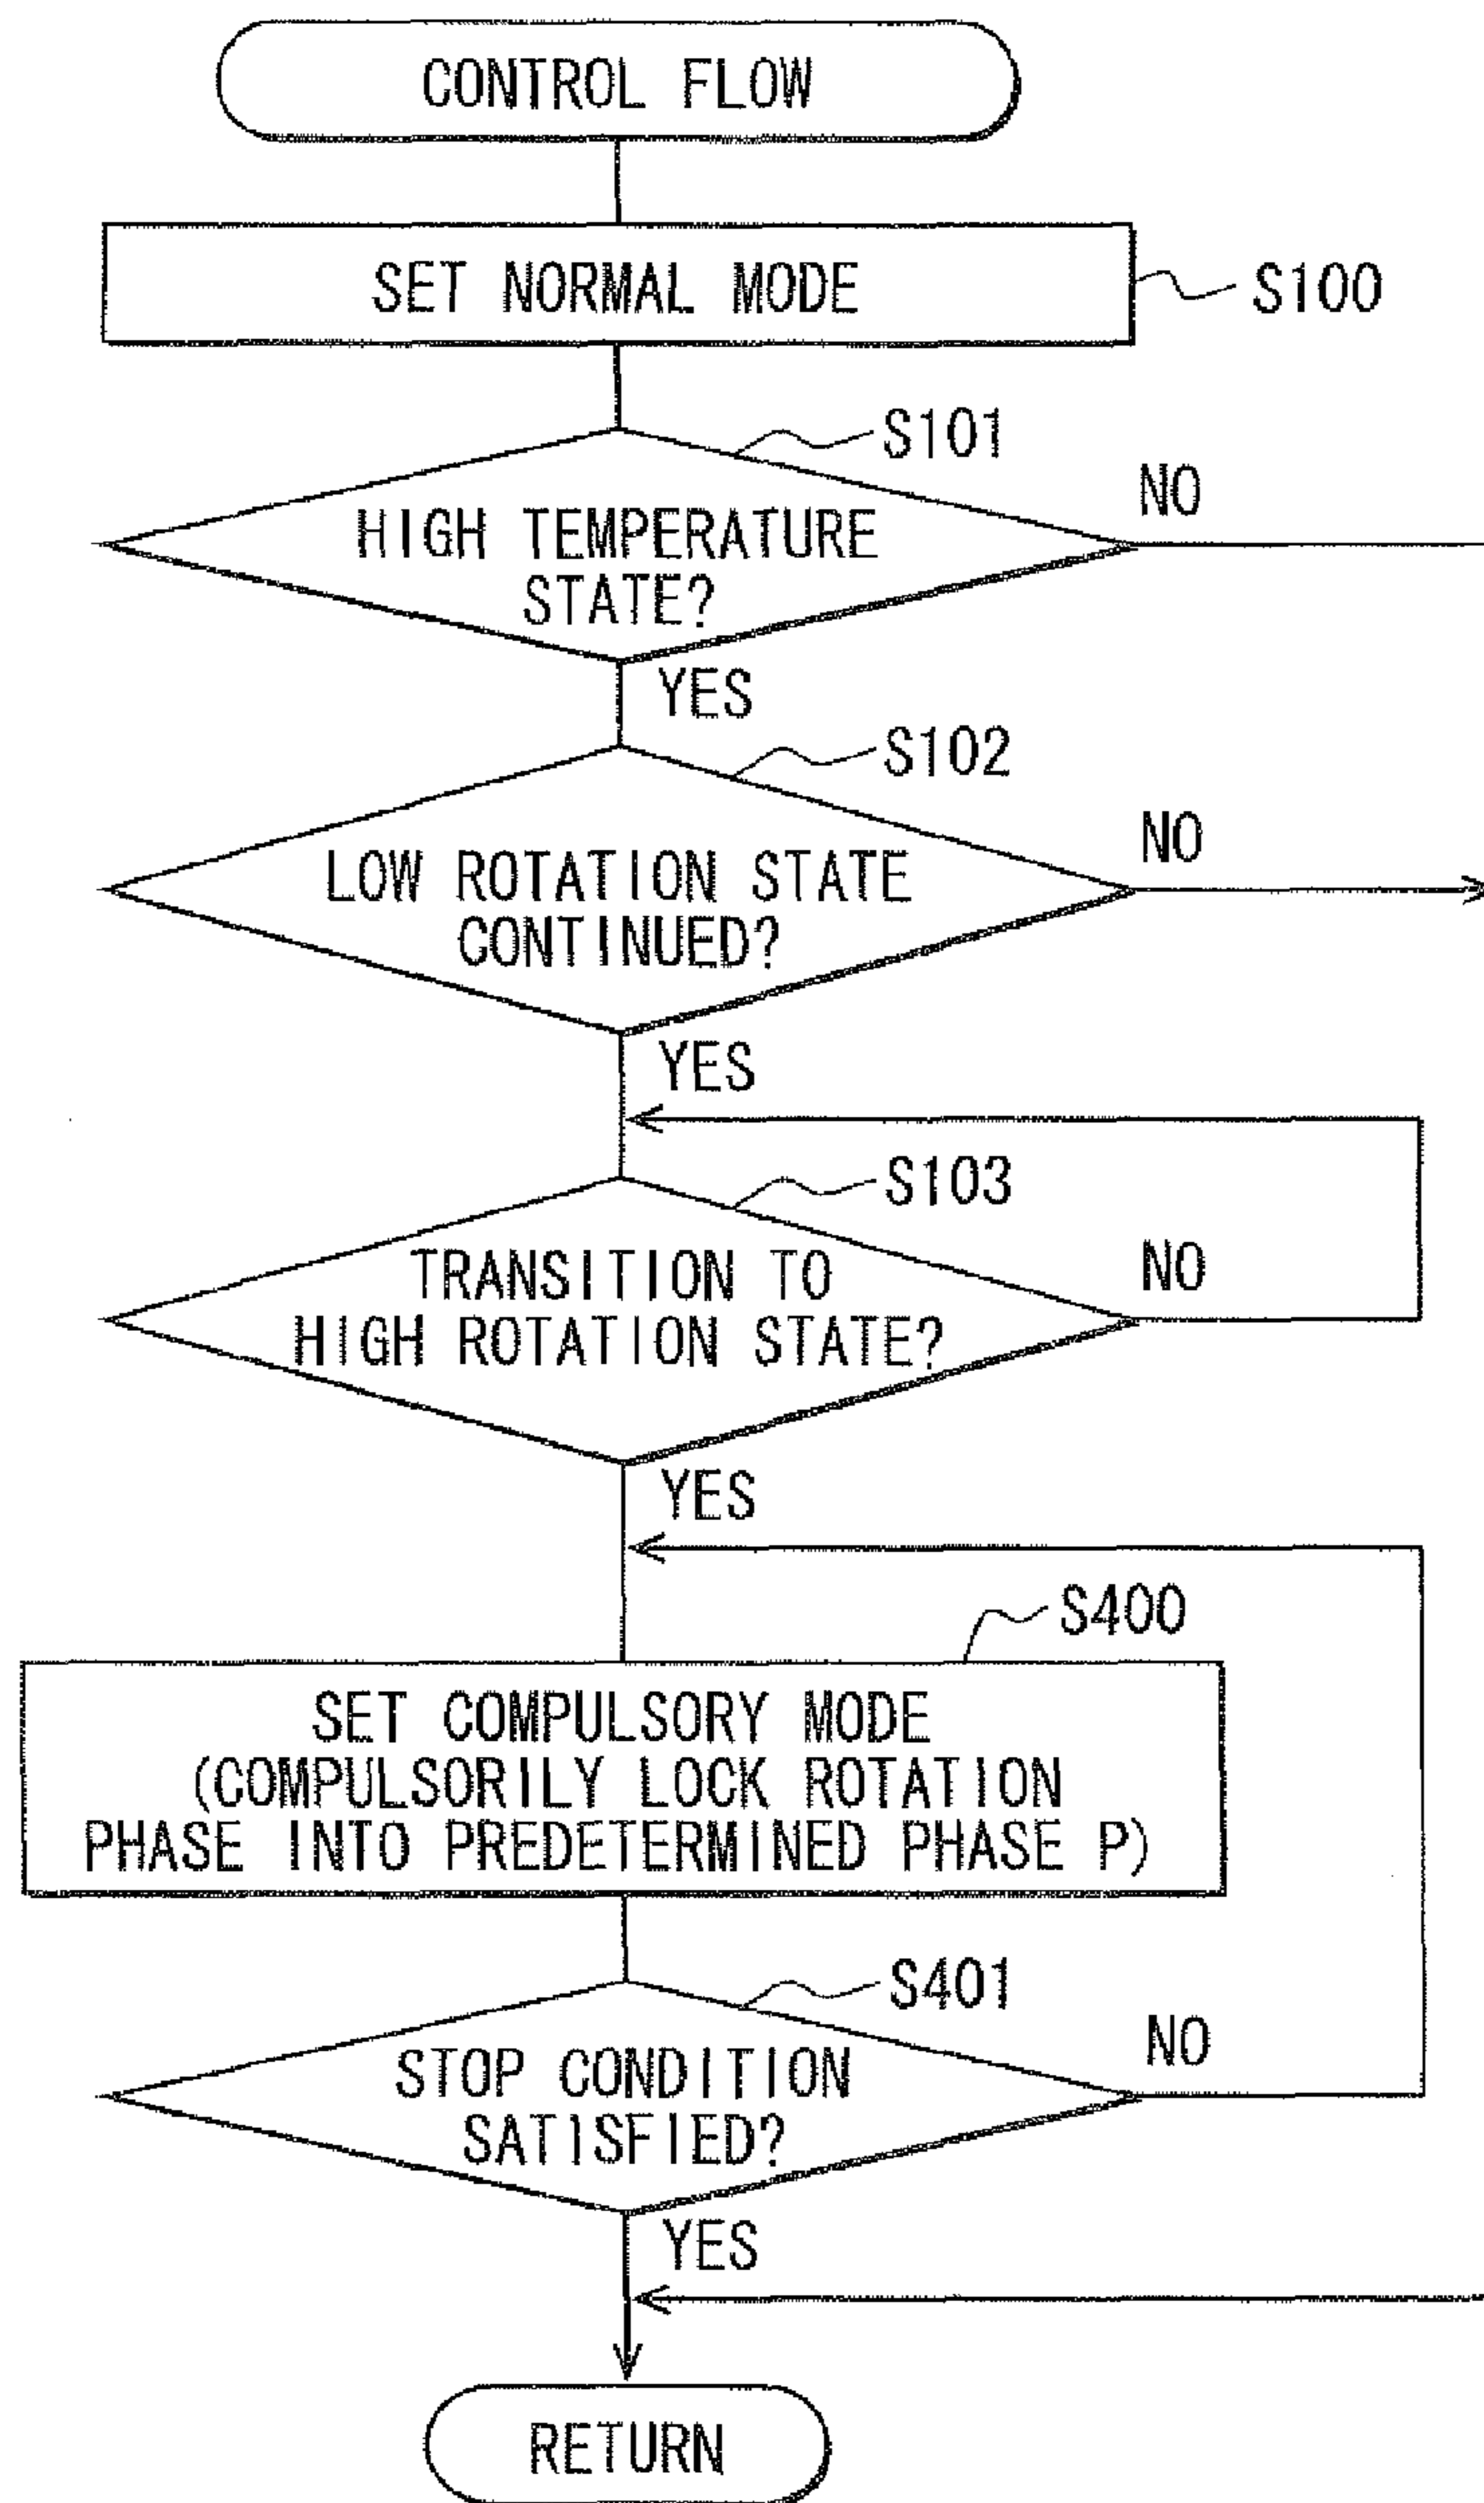 CONTROL FLOW
SET NORMAL MODE
S100
S101
HIGH TEMPERATURE
STATE?
NO
YES
S102
LOW ROTATION STATE
CONTINUED?
NO
YES
S103
TRANSITION TO
HIGH ROTATION STATE?
NO
YES
S400
SET COMPULSORY MODE
(COMPULSORILY LOCK ROTATION
PHASE INTO PREDETERMINED PHASE P)
S401
STOP CONDITION
SATISFIED?
NO
YES
RETURN